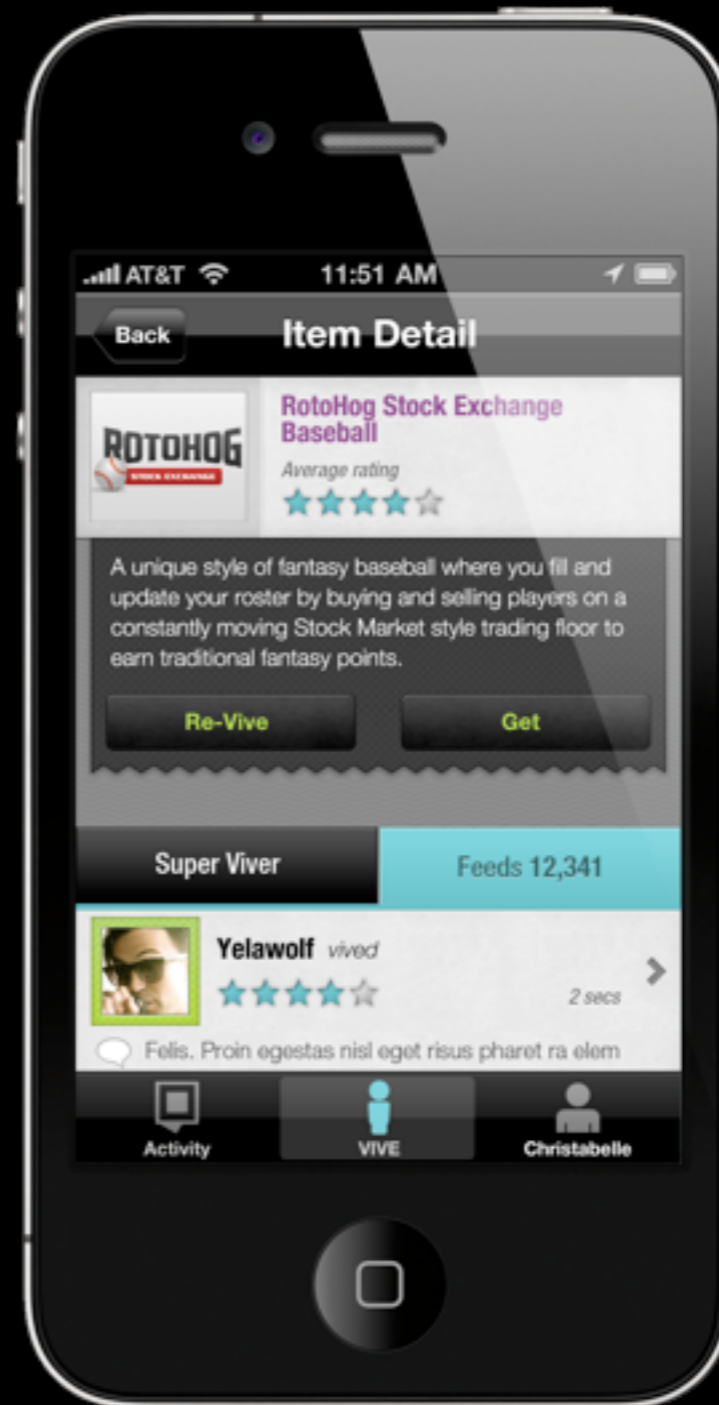 AT&T 11:51 AM
Back Item Detail
ROTOHOG
STOCK EXCHANGE
RotoHog Stock Exchange
Baseball
Average rating
A unique style of fantasy baseball where you fill and
update your roster by buying and selling players on a
constantly moving Stock Market style trading floor to
earn traditional fantasy points.
Re-Vive Get
Super Viver Feeds 12,341
Yelawolf vived
2 secs
Felis. Proin egestas nisl eget risus pharet ra elem
Activity VIVE Christabelle